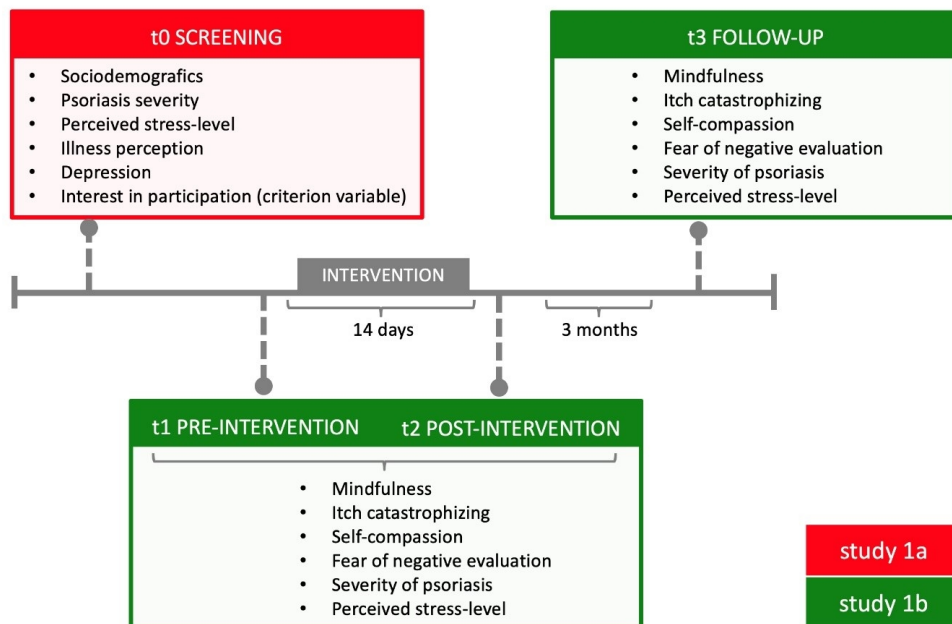 t0 SCREENING
• Sociodemografics
• Psoriasis severity
• Perceived stress-level
• Illness perception
• Depression
• Interest in participation (criterion variable)
t3 FOLLOW-UP
• Mindfulness
• Itch catastrophizing
• Self-compassion
• Fear of negative evaluation
• Severity of psoriasis
• Perceived stress-level
INTERVENTION
14 days
3 months
t1 PRE-INTERVENTION
t2 POST-INTERVENTION
• Mindfulness
• Itch catastrophizing
• Self-compassion
• Fear of negative evaluation
• Severity of psoriasis
• Perceived stress-level
study 1a
study 1b